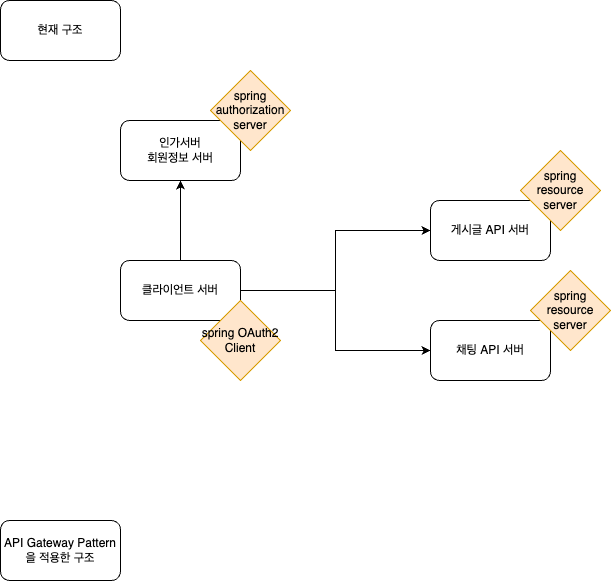 현재 구조
spring
authorization
server
인가서버
회원정보 서버
spring
resource
server
게시글 API 서버
클라이언트 서버
spring OAuth2
Client
spring
resource
server
채팅 API 서버
API Gateway Pattern
을 적용한 구조